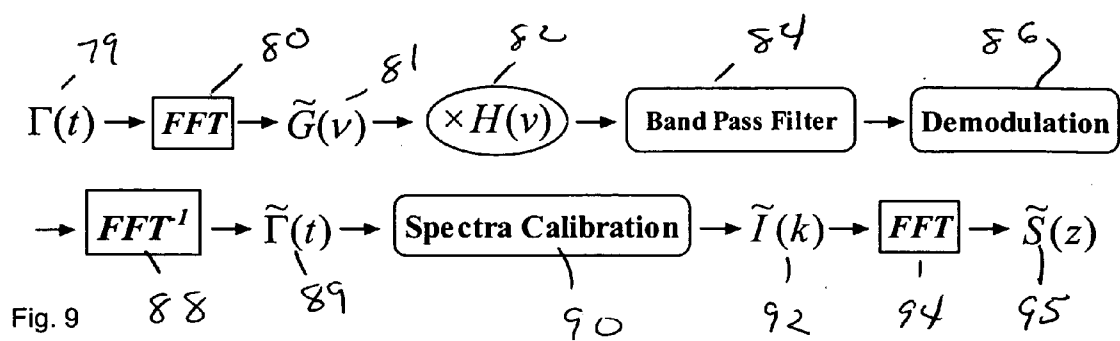 79 80 81 82 84 86
Γ(t) → FFT → G̃(ν) → ×H(ν) → Band Pass Filter → Demodulation
→ FFT⁻¹ → Γ̃(t) → Spectra Calibration → Ĩ(k) → FFT → S̃(z)
Fig. 9 88 89 90 92 94 95